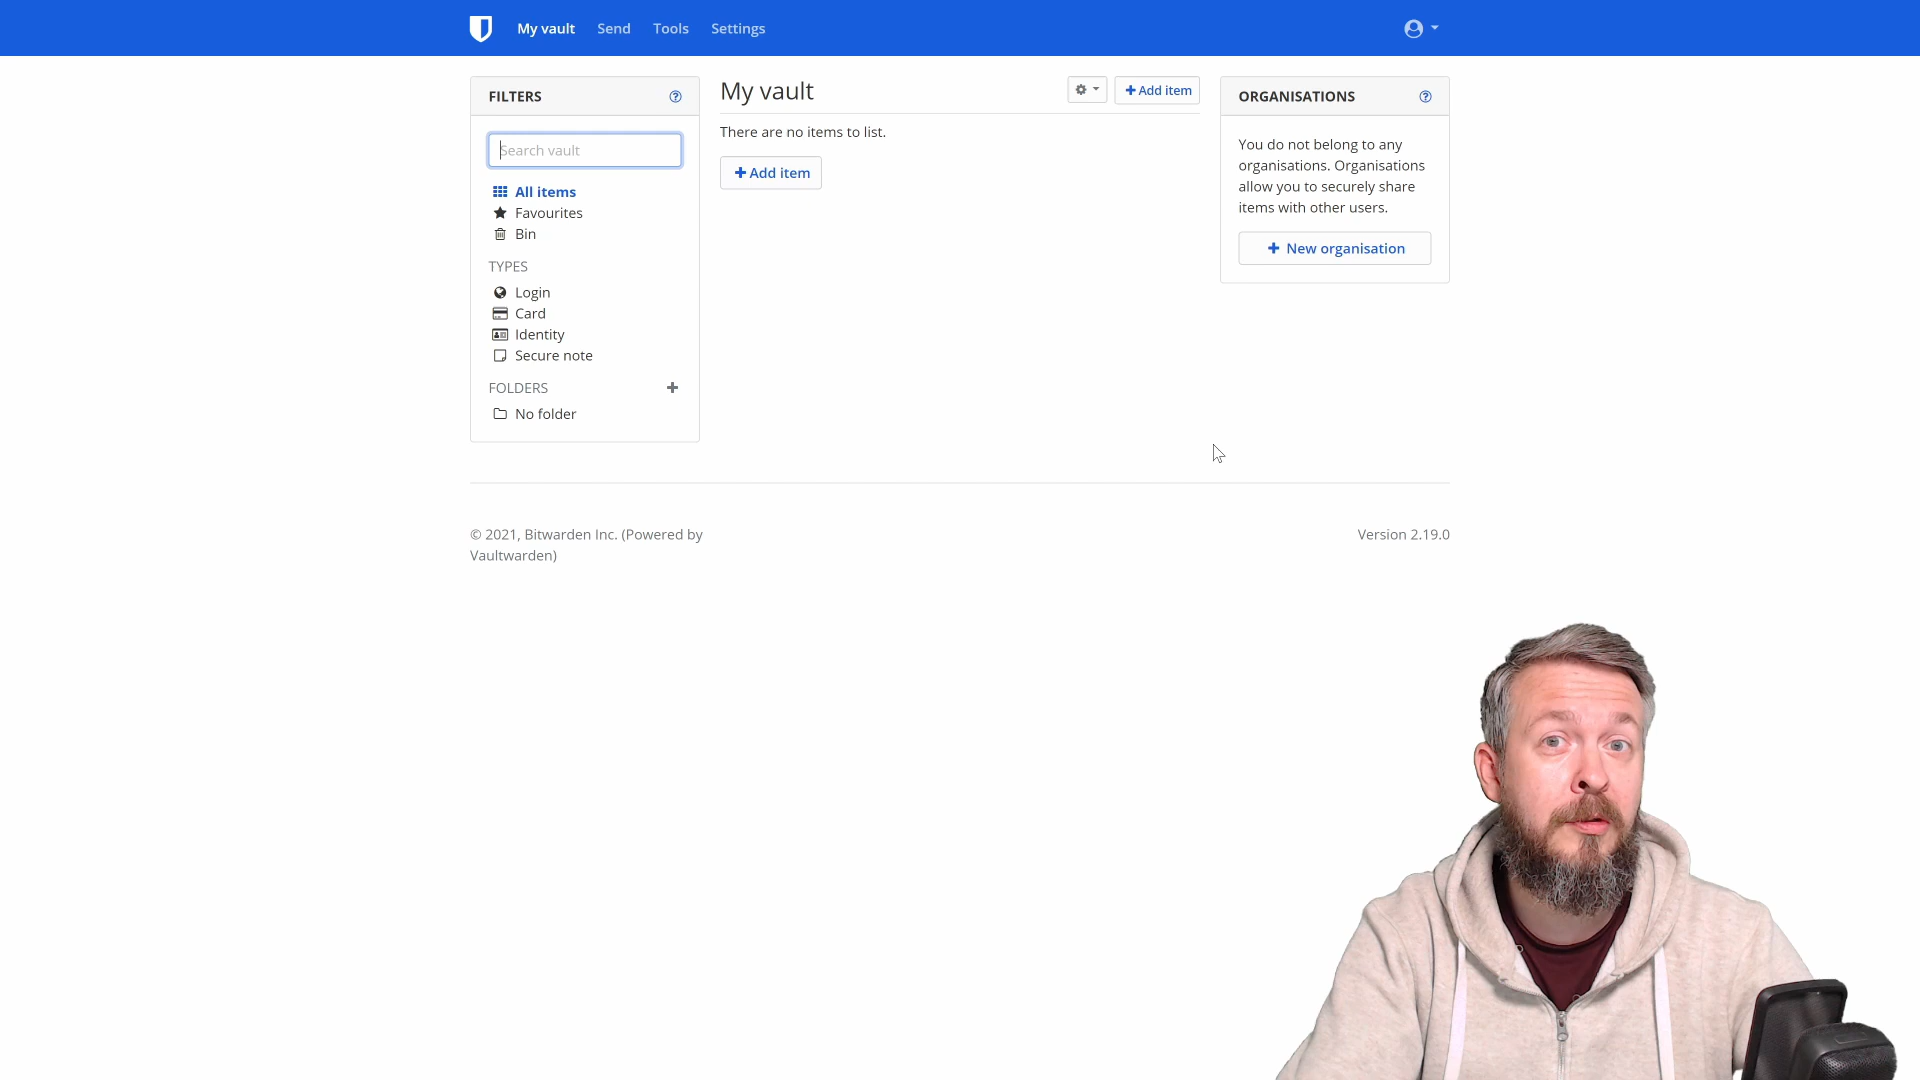 My vault
Send
Tools
Settings
FILTERS
Search vault
All items
Favourites
Bin
TYPES
Login
Card
Identity
Secure note
FOLDERS
No folder
My vault
Add item
There are no items to list.
Add item
ORGANISATIONS
You do not belong to any
organisations. Organisations
allow you to securely share
items with other users.
New organisation
© 2021, Bitwarden Inc. (Powered by
Vaultwarden)
Version 2.19.0